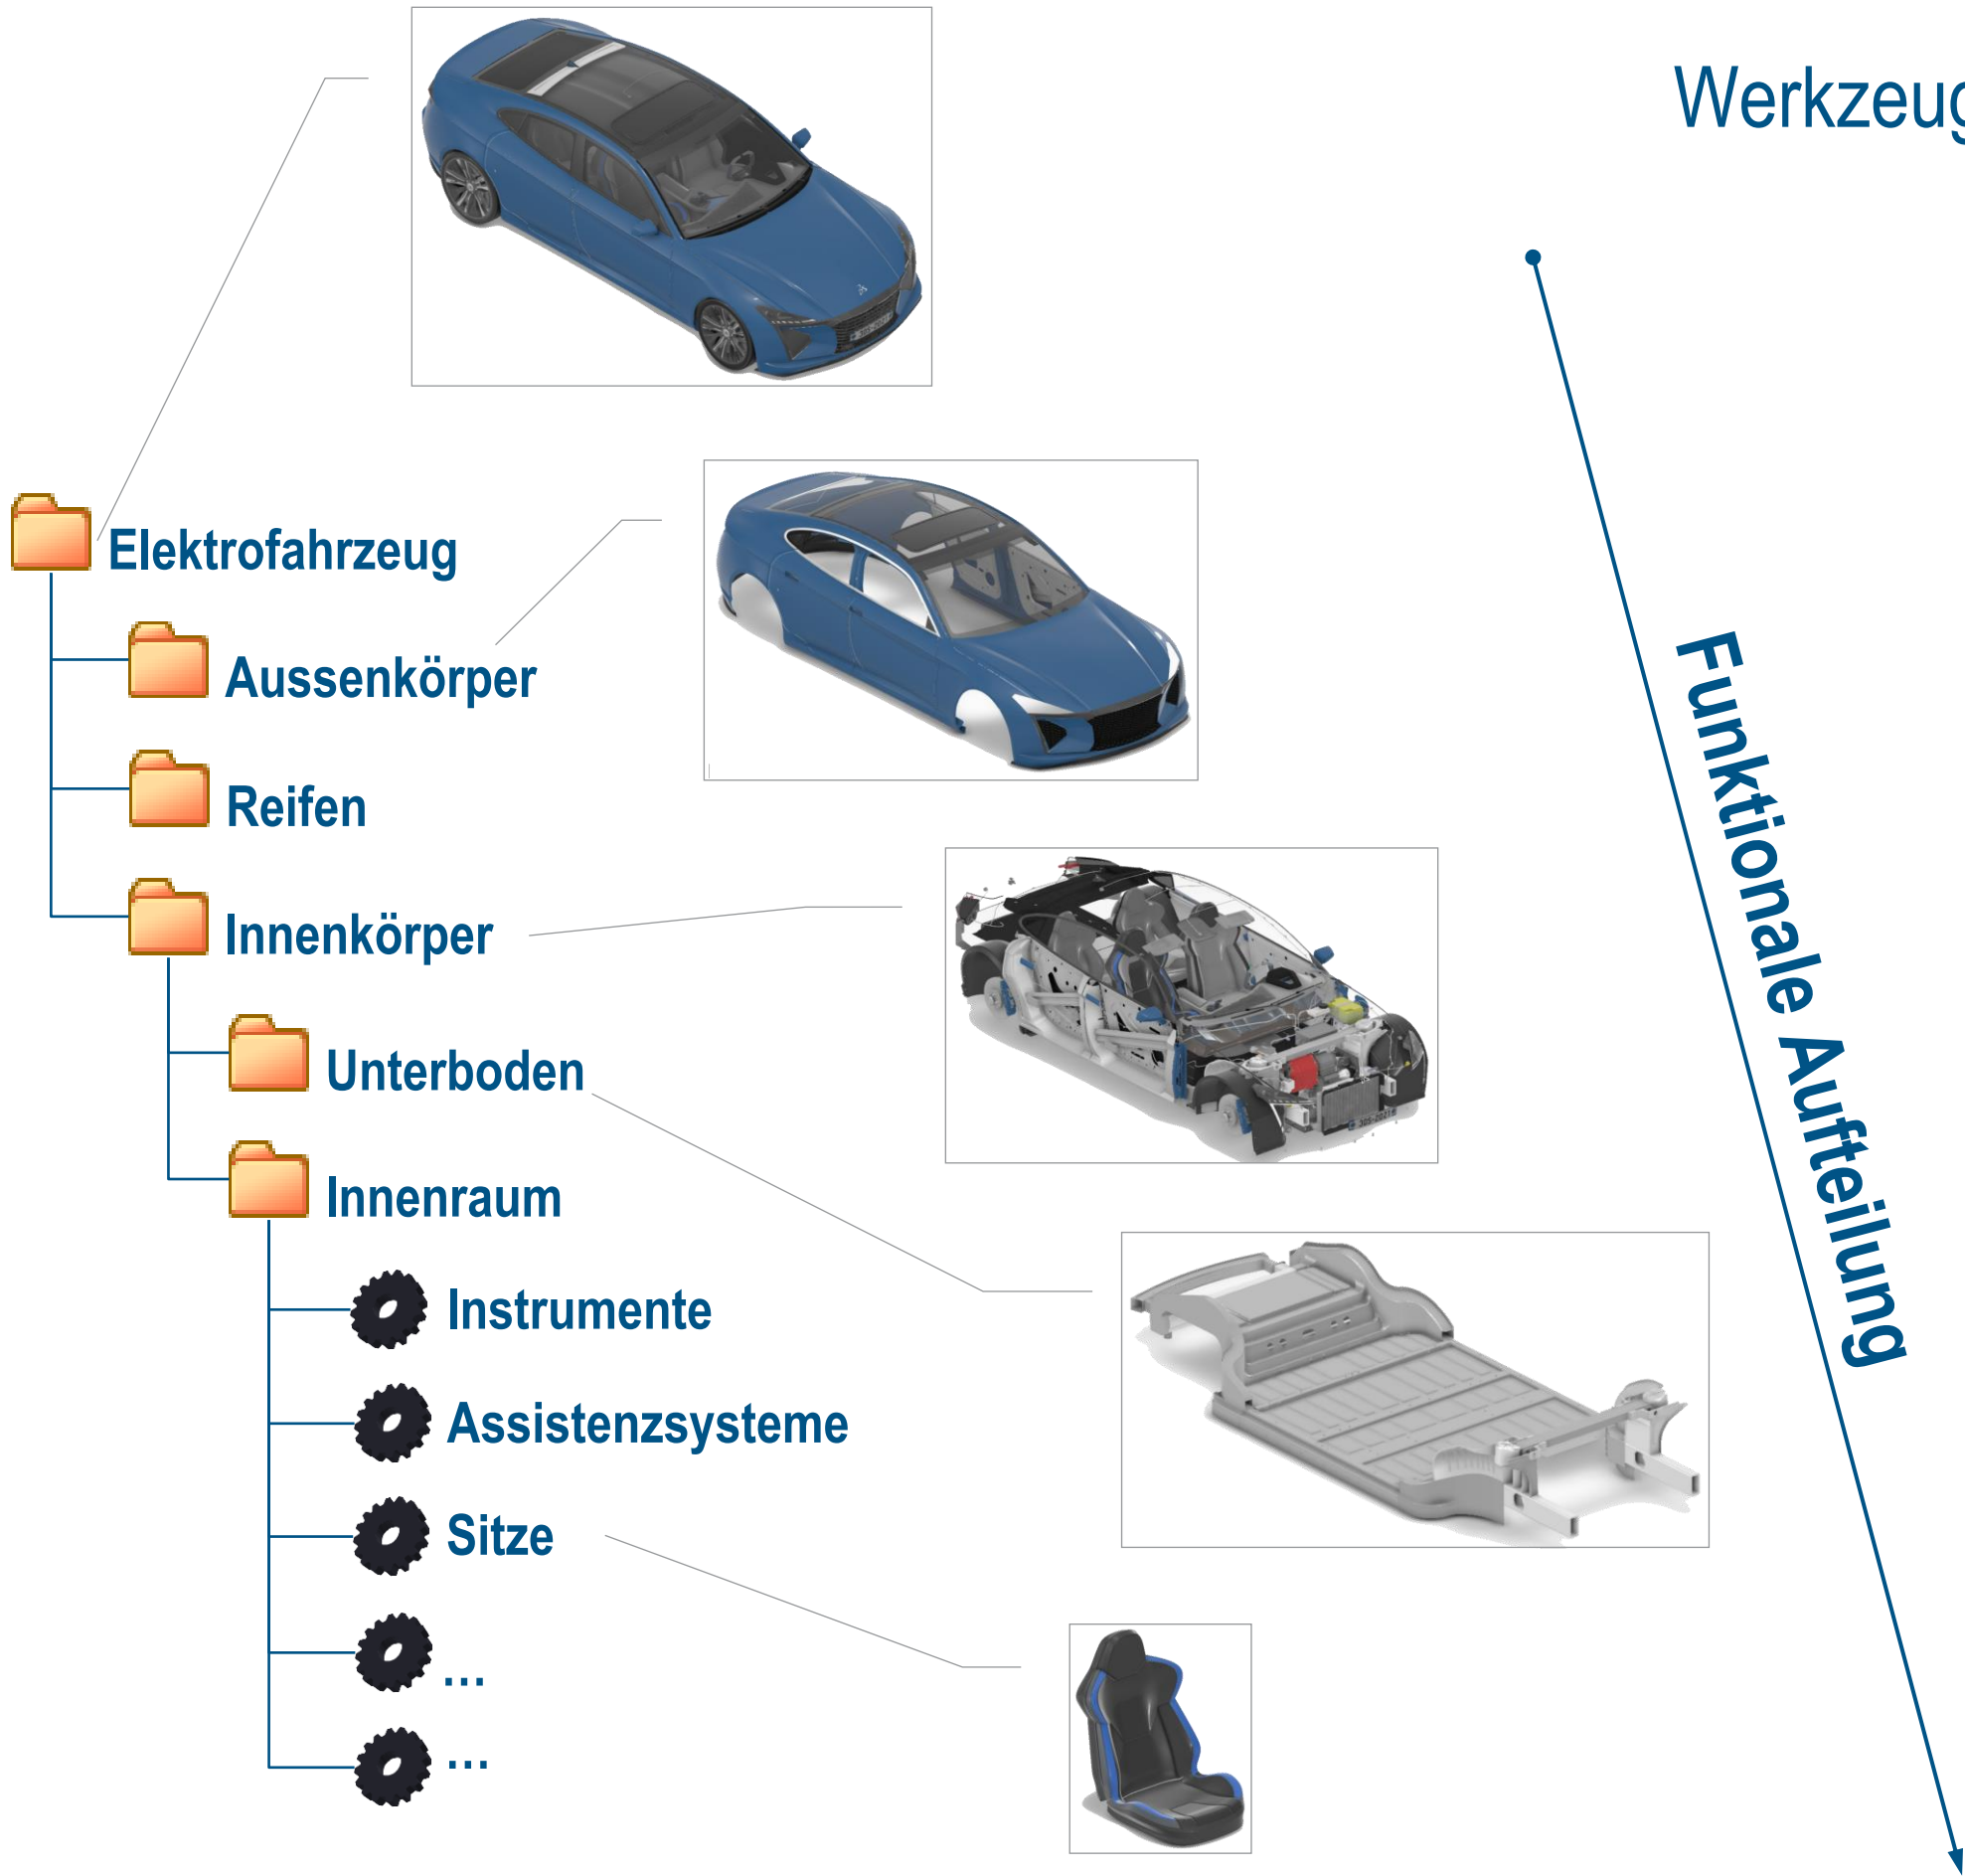 Werkzeug
Elektrofahrzeug
Aussenkörper
Reifen
Innenkörper
Unterboden
Innenraum
Instrumente
Assistenzsysteme
Sitze
...
...
Funktionale Aufteilung